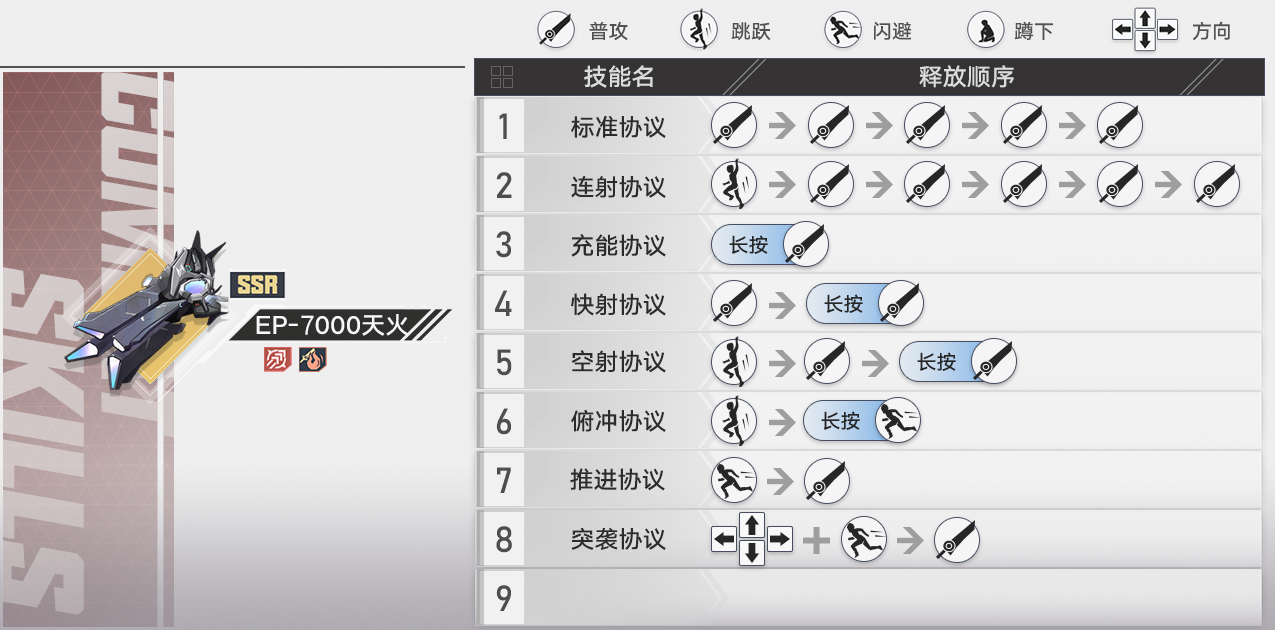 普攻 跳跃 闪避 蹲下 方向
技能名 释放顺序
COMMI
SKILLS
SSR
EP-7000天火
1 标准协议
2 连射协议
3 充能协议 长按
4 快射协议 长按
5 空射协议 长按
6 俯冲协议 长按
7 推进协议
8 突袭协议
9